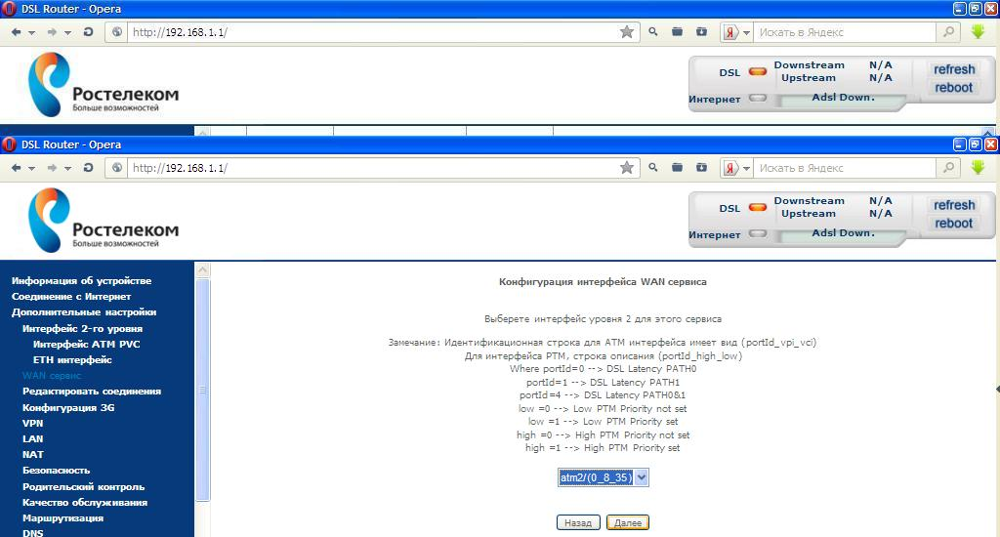 DSL Router - Opera
http://192.168.1.1/
Я
Искать в Яндекс
Ростелеком
Больше возможностей
DSL
Downstream N/A
Upstream N/A
Интернет
Adsl Down.
refresh
reboot
DSL Router - Opera
http://192.168.1.1/
Я
Искать в Яндекс
Ростелеком
Больше возможностей
DSL
Downstream N/A
Upstream N/A
Интернет
Adsl Down.
refresh
reboot
Информация об устройстве
Соединение с Интернет
Дополнительные настройки
Интерфейс 2-го уровня
Интерфейс ATM PVC
ETH интерфейс
WAN сервис
Редактировать соединения
Конфигурация 3G
VPN
LAN
NAT
Безопасность
Родительский контроль
Качество обслуживания
Маршрутизация
DNS
Конфигурация интерфейса WAN сервиса
Выберете интерфейс уровня 2 для этого сервиса
Замечание: Идентификационная строка для ATM интерфейса имеет вид (portId_vpi_vci)
Для интерфейса PTM, строка описания (portId_high_low)
Where portId=0 --> DSL Latency PATH0
portId=1 --> DSL Latency PATH1
portId=4 --> DSL Latency PATH0&1
low =0 --> Low PTM Priority not set
low =1 --> Low PTM Priority set
high =0 --> High PTM Priority not set
high =1 --> High PTM Priority set
atm2/(0_8_35)
Назад
Далее